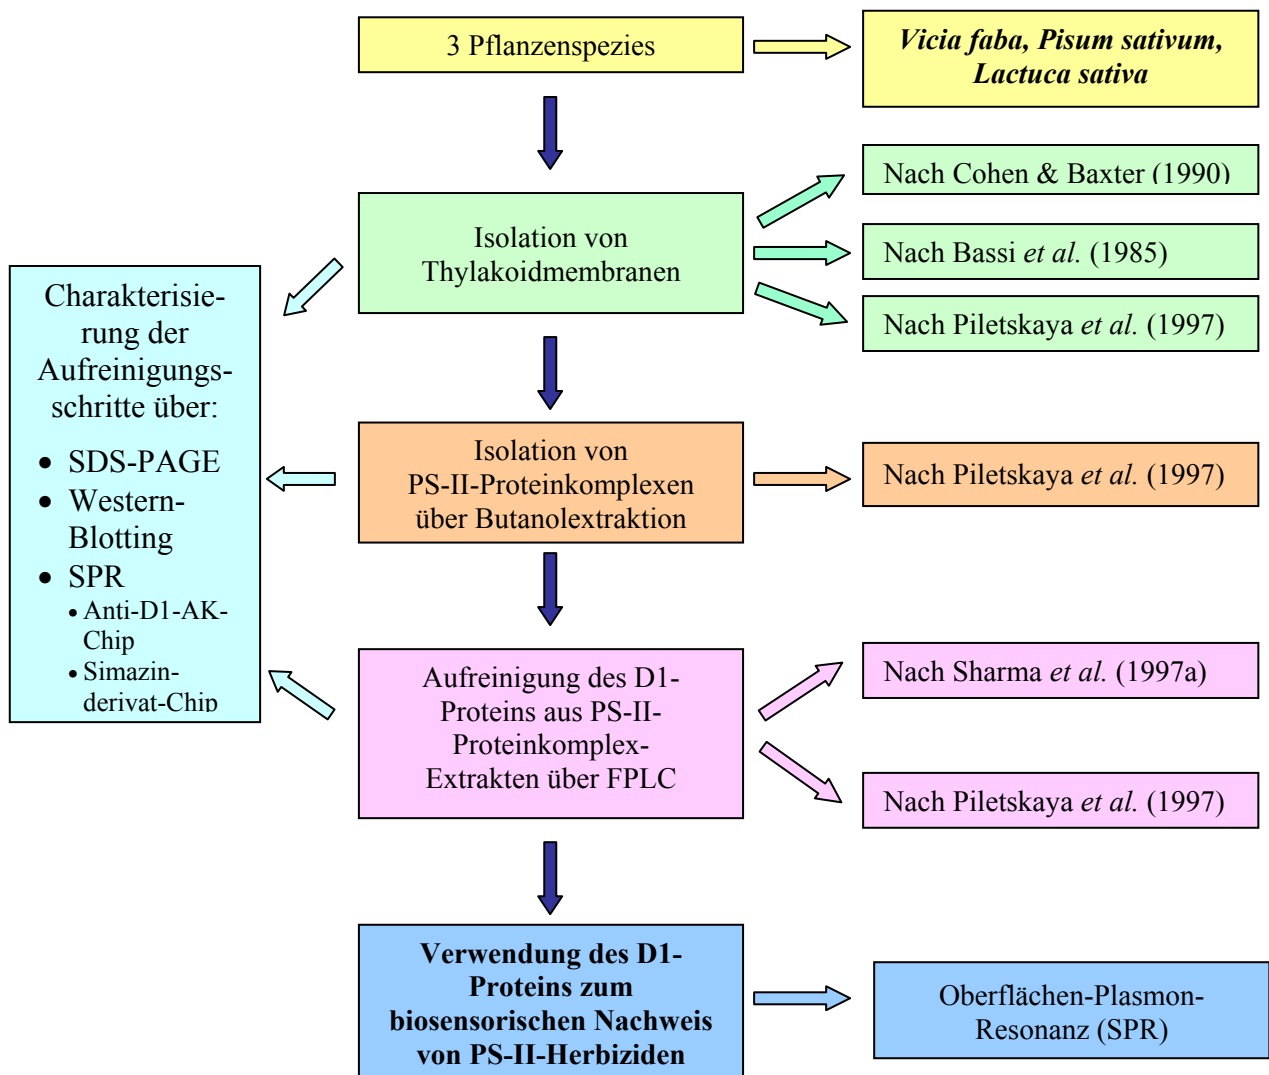 3 Pflanzenspezies
Vicia faba, Pisum sativum,
Lactuca sativa
Isolation von
Thylakoidmembranen
Nach Cohen & Baxter (1990)
Nach Bassi et al. (1985)
Nach Piletskaya et al. (1997)
Charakterisie-
rung der
Aufreinigungs-
schritte über:
• SDS-PAGE
• Western-
Blotting
• SPR
• Anti-D1-AK-
Chip
• Simazin-
derivat-Chip
Isolation von
PS-II-Proteinkomplexen
über Butanolextraktion
Nach Piletskaya et al. (1997)
Aufreinigung des D1-
Proteins aus PS-II-
Proteinkomplex-
Extrakten über FPLC
Nach Sharma et al. (1997a)
Nach Piletskaya et al. (1997)
Verwendung des D1-
Proteins zum
biosensorischen Nachweis
von PS-II-Herbiziden
Oberflächen-Plasmon-
Resonanz (SPR)